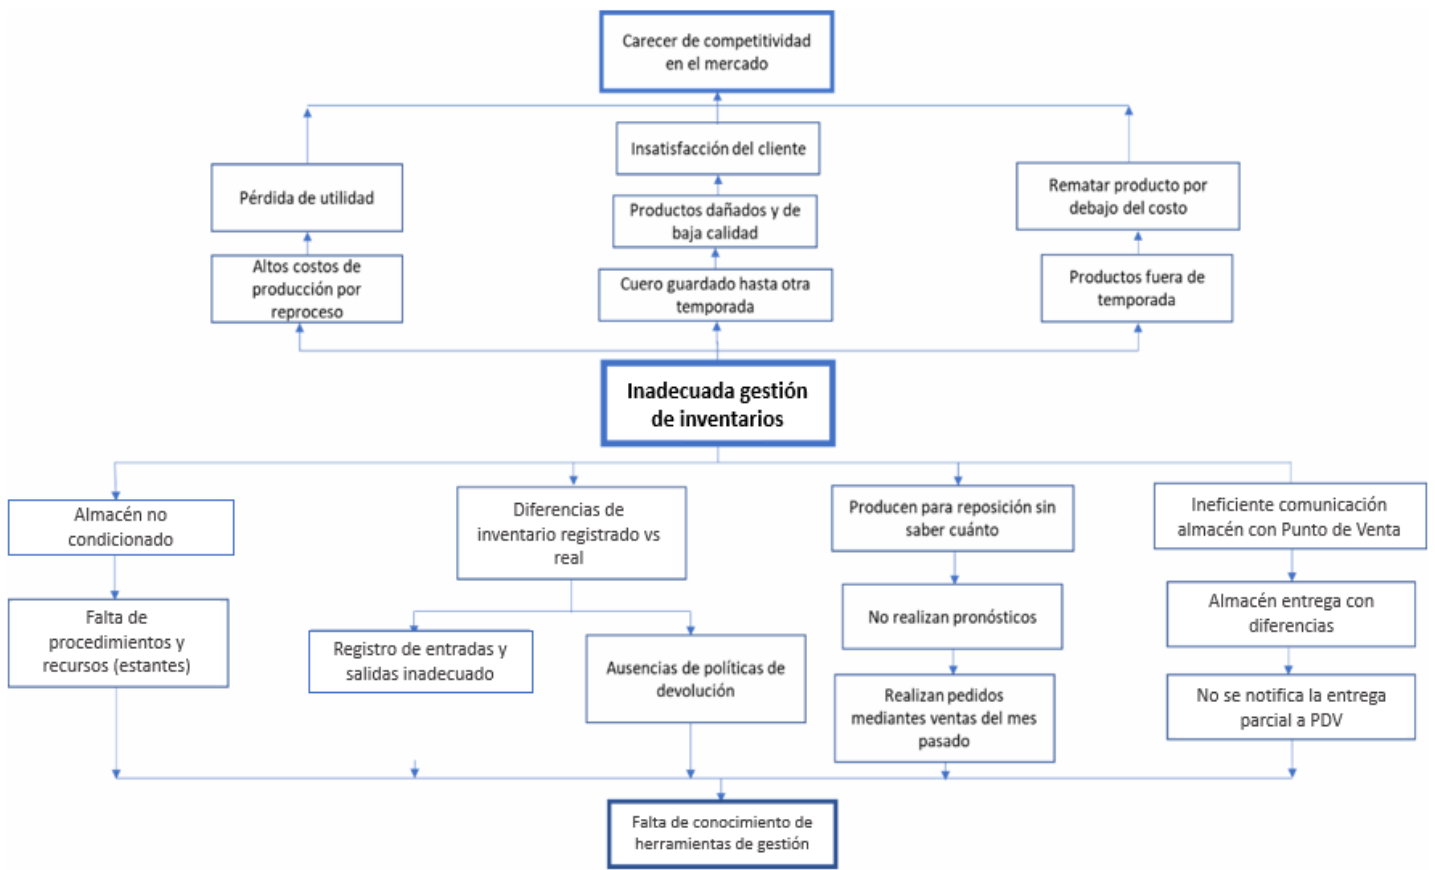 Carecer de competitividad
en el mercado
Insatisfacción del cliente
Pérdida de utilidad
Productos dañados y de
baja calidad
Rematar producto por
debajo del costo
Altos costos de
producción por
reproceso
Cuero guardado hasta otra
temporada
Productos fuera de
temporada
Inadecuada gestión
de inventarios
Almacén no
condicionado
Diferencias de
inventario registrado vs
real
Producen para reposición sin
saber cuánto
Ineficiente comunicación
almacén con Punto de Venta
Falta de
procedimientos y
recursos (estantes)
Registro de entradas y
salidas inadecuado
Ausencias de políticas de
devolución
No realizan pronósticos
Almacén entrega con
diferencias
Realizan pedidos
mediantes ventas del mes
pasado
No se notifica la entrega
parcial a PDV
Falta de conocimiento de
herramientas de gestión